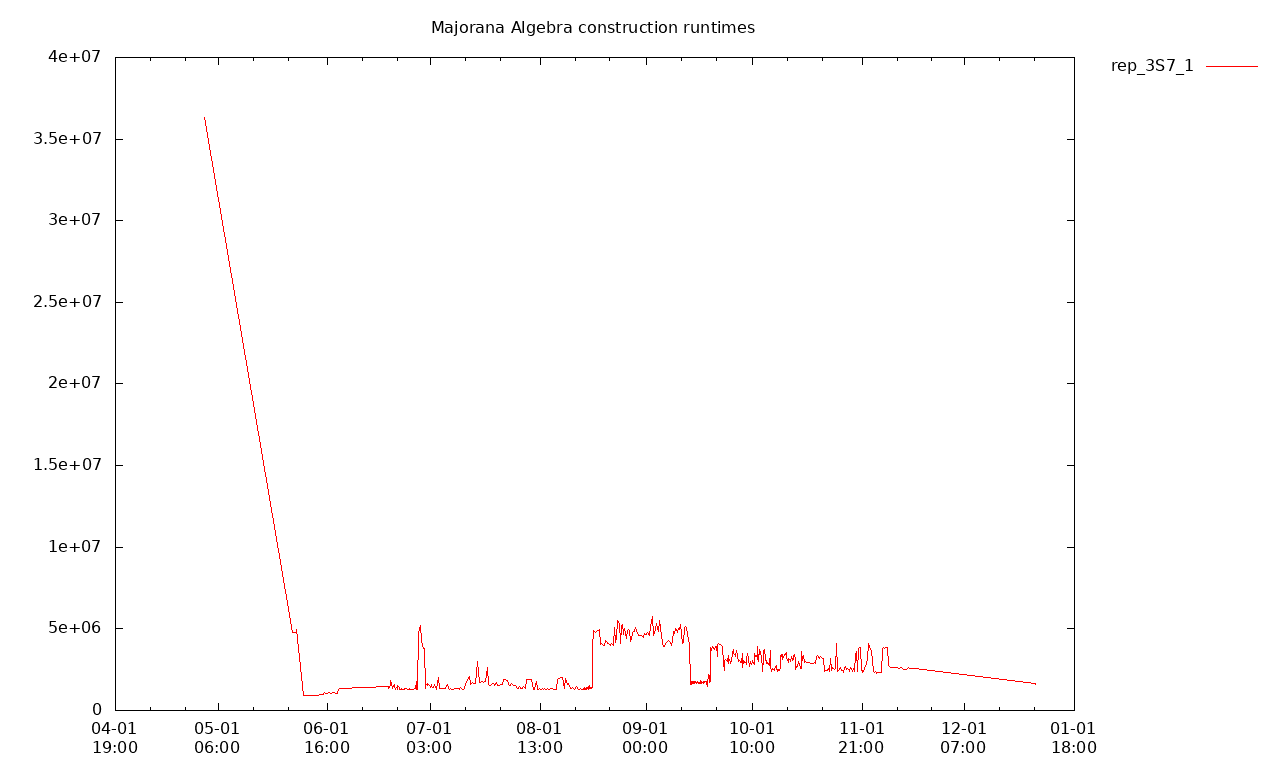 Majorana Algebra construction runtimes
rep_3S7_1
4e+07
3.5e+07
3e+07
2.5e+07
2e+07
1.5e+07
1e+07
5e+06
0
04-01 05-01 06-01 07-01 08-01 09-01 10-01 11-01 12-01 01-01
19:00 06:00 16:00 03:00 13:00 00:00 10:00 21:00 07:00 18:00